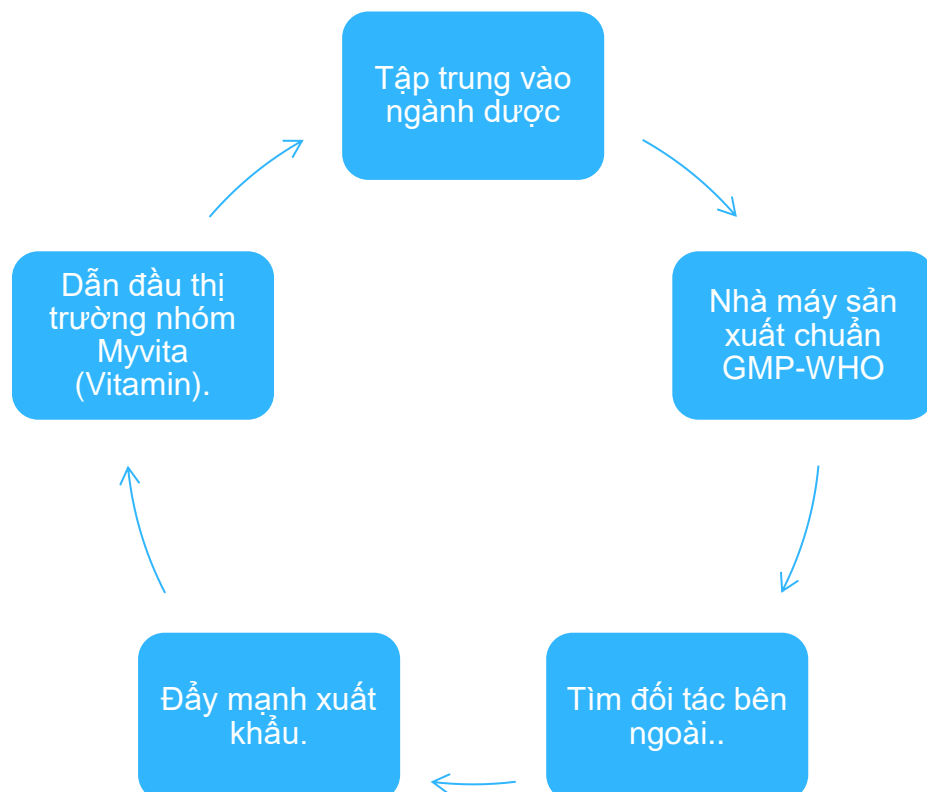 Tập trung vào
ngành dược
Nhà máy sản
xuất chuẩn
GMP-WHO
Tìm đối tác bên
ngoài..
Đẩy mạnh xuất
khẩu.
Dẫn đầu thị
trường nhóm
Myvita
(Vitamin).